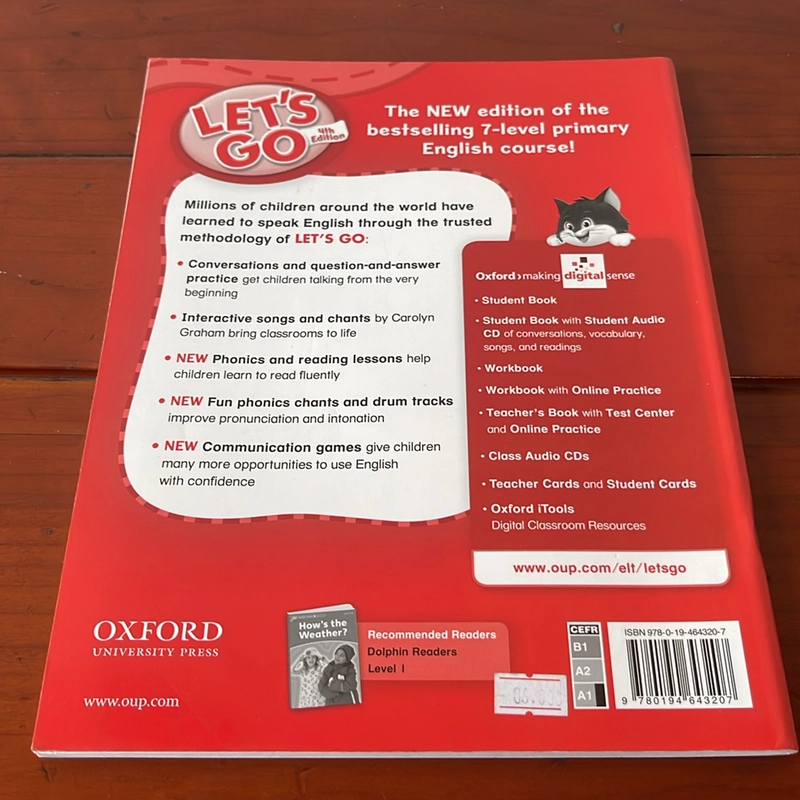 LET'S
GO
4th
Edition
The NEW edition of the
bestselling 7-level primary
English course!
Millions of children around the world have
learned to speak English through the trusted
methodology of LET'S GO:
• Conversations and question-and-answer
practice get children talking from the very
beginning
• Interactive songs and chants by Carolyn
Graham bring classrooms to life
• NEW Phonics and reading lessons help
children learn to read fluently
• NEW Fun phonics chants and drum tracks
improve pronunciation and intonation
• NEW Communication games give children
many more opportunities to use English
with confidence
Oxford › making digital sense
• Student Book
• Student Book with Student Audio
CD of conversations, vocabulary,
songs, and readings
• Workbook
• Workbook with Online Practice
• Teacher's Book with Test Center
and Online Practice
• Class Audio CDs
• Teacher Cards and Student Cards
• Oxford iTools
Digital Classroom Resources
www.oup.com/elt/letsgo
OXFORD
UNIVERSITY PRESS
www.oup.com
How's the
Weather?
Recommended Readers
Dolphin Readers
Level 1
CEFR
B1
A2
A1
ISBN 978-0-19-464320-7
9 780194 643207